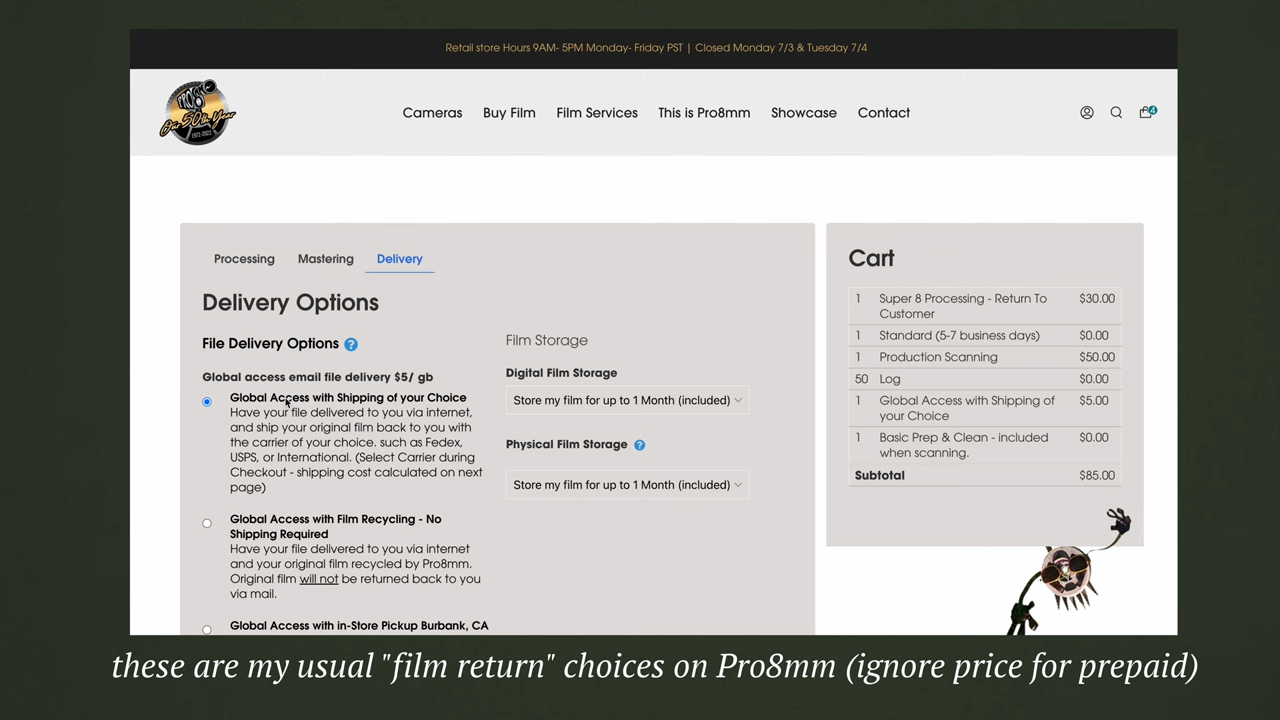 Retail store Hours 9AM- 5PM Monday- Friday PST | Closed Monday 7/3 & Tuesday 7/4
PRO8MM
Our 50th Year
1972-2022
Cameras Buy Film Film Services This is Pro8mm Showcase Contact
4
Processing Mastering Delivery
Delivery Options
File Delivery Options ?
Global access email file delivery $5/ gb
Global Access with Shipping of your Choice
Have your file delivered to you via internet,
and ship your original film back to you with
the carrier of your choice. such as Fedex,
USPS, or International. (Select Carrier during
Checkout - shipping cost calculated on next
page)
Global Access with Film Recycling - No
Shipping Required
Have your file delivered to you via internet
and your original film recycled by Pro8mm.
Original film will not be returned back to you
via mail.
Global Access with in-Store Pickup Burbank, CA
Film Storage
Digital Film Storage
Store my film for up to 1 Month (included)
Physical Film Storage ?
Store my film for up to 1 Month (included)
Cart
1 Super 8 Processing - Return To $30.00
Customer
1 Standard (5-7 business days) $0.00
1 Production Scanning $50.00
50 Log $0.00
1 Global Access with Shipping of $5.00
your Choice
1 Basic Prep & Clean - included $0.00
when scanning.
Subtotal $85.00
these are my usual "film return" choices on Pro8mm (ignore price for prepaid)